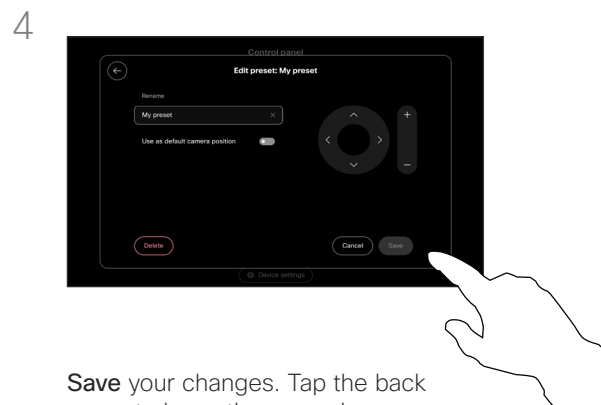 4
Control panel
Edit preset: My preset
Rename
My preset
Use as default camera position
Delete
Cancel Save
Device settings
Save your changes. Tap the back